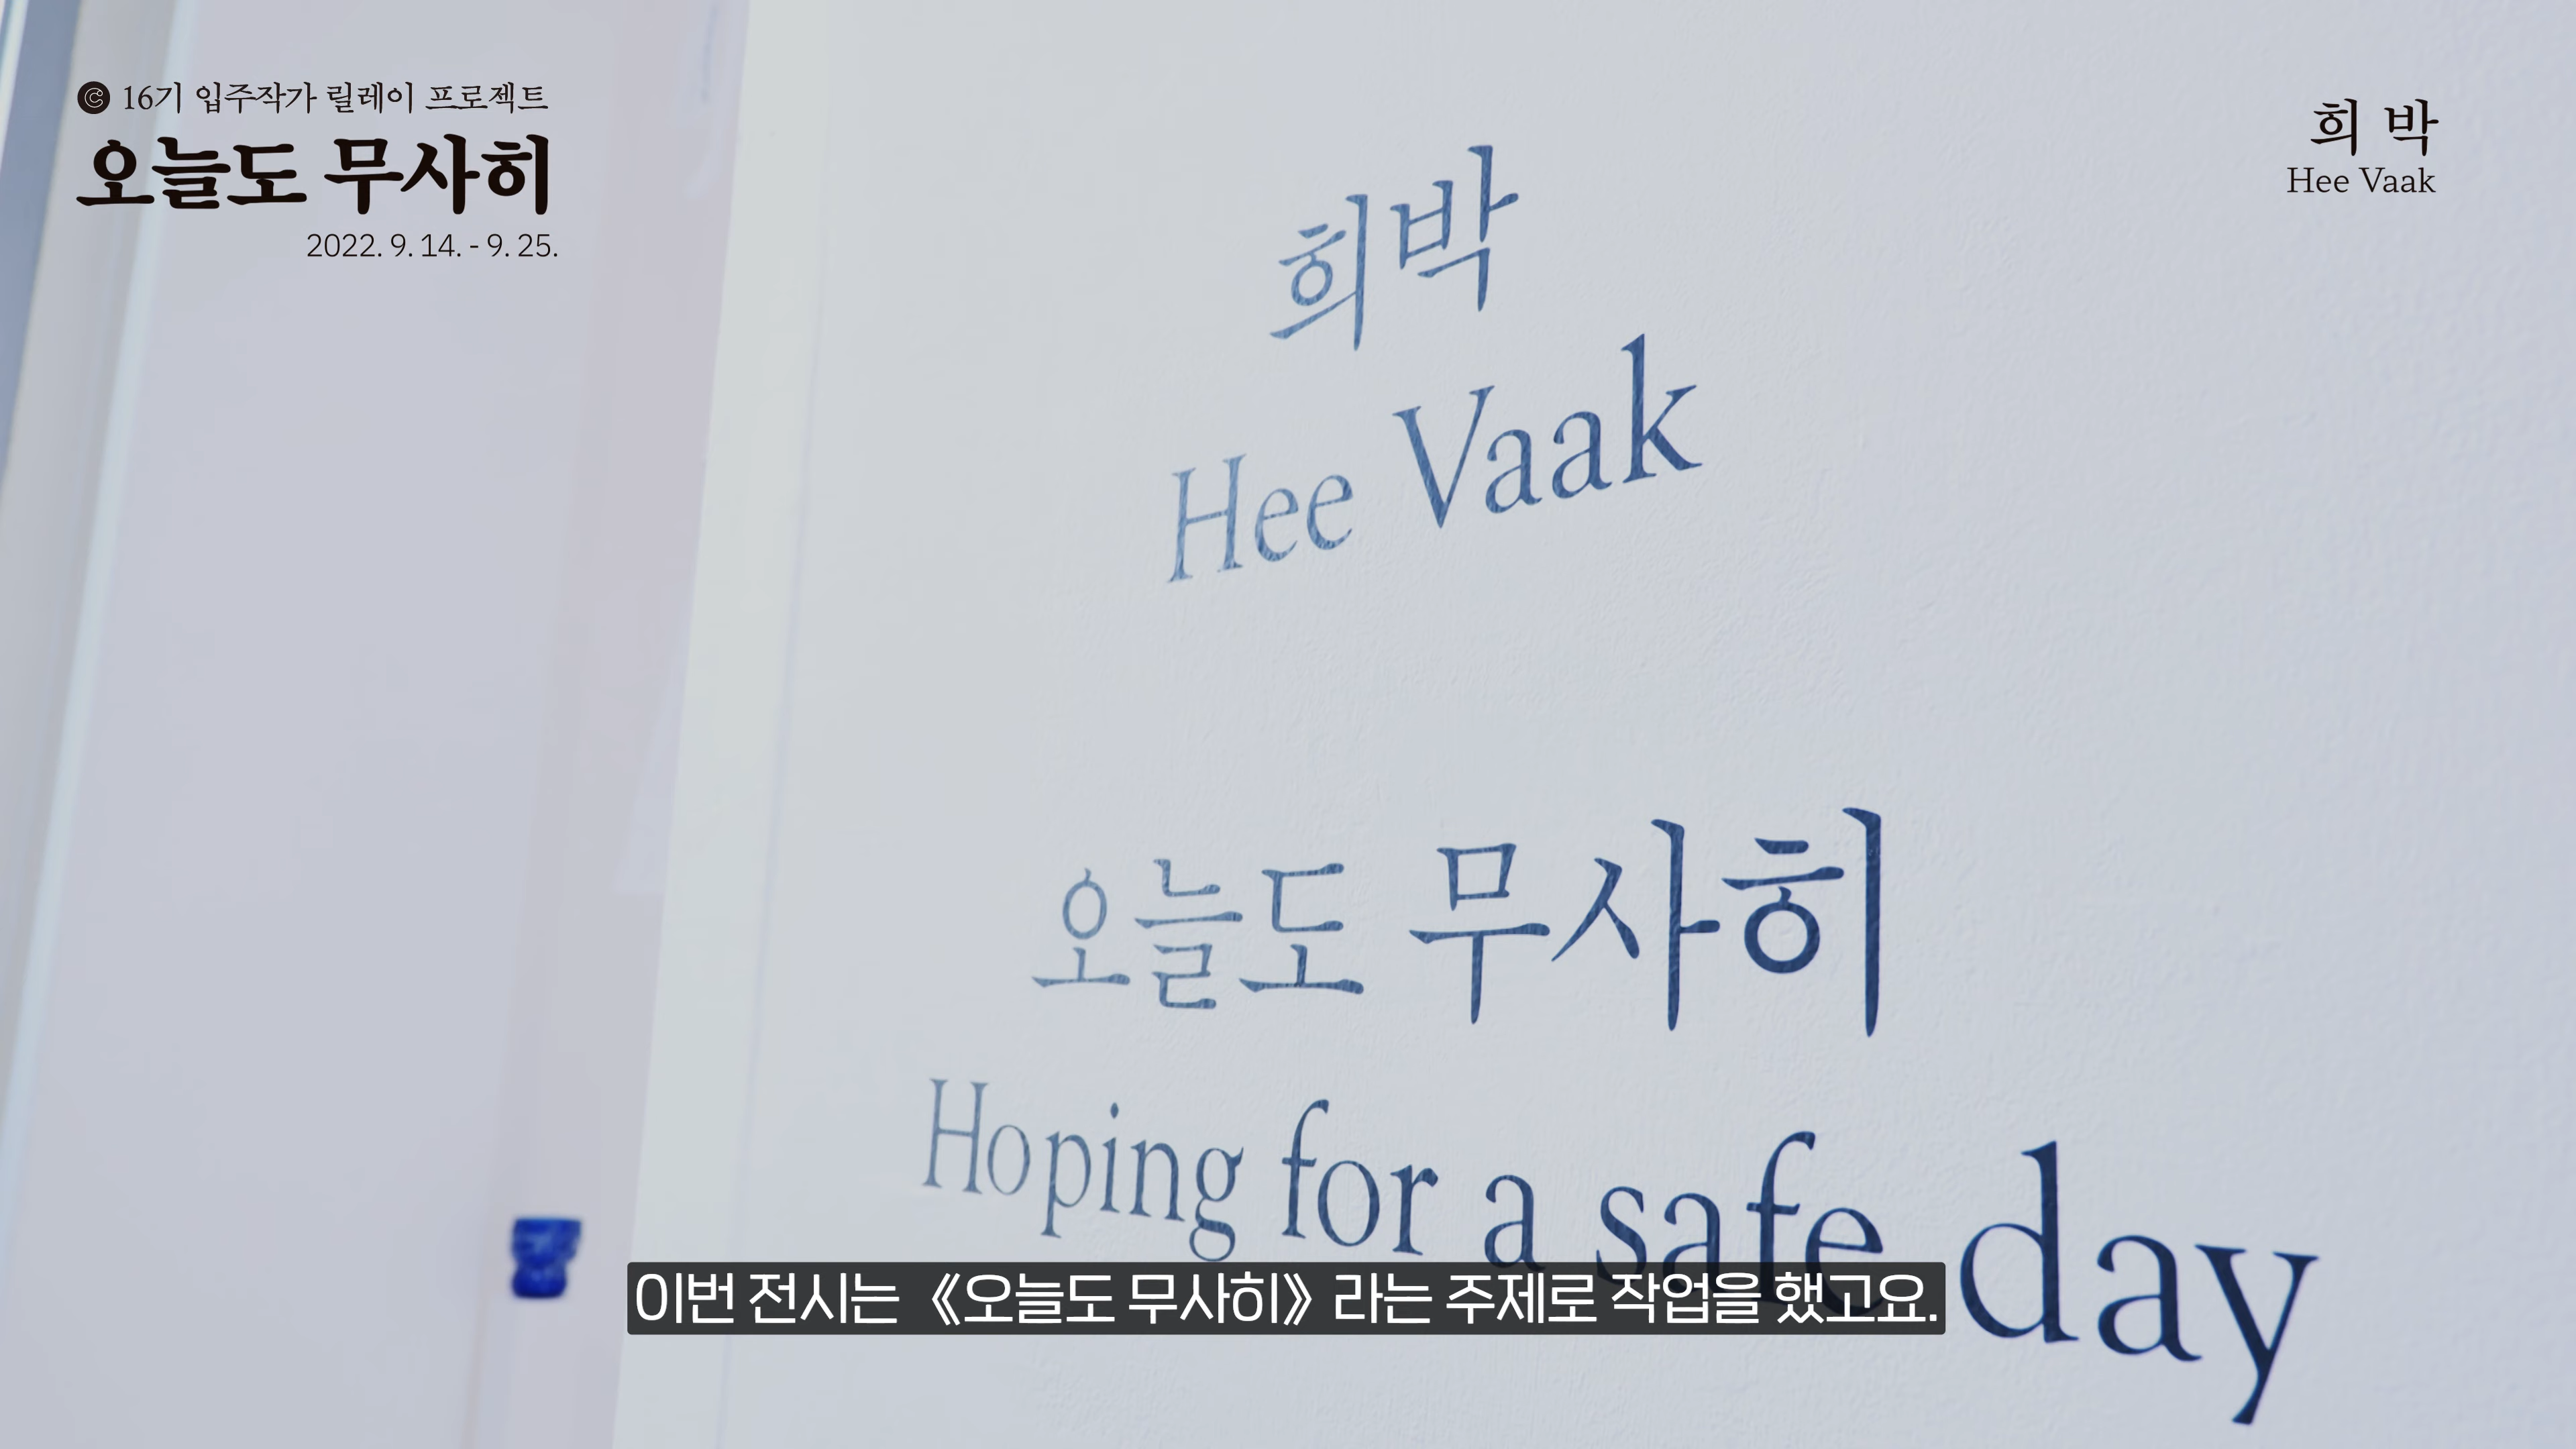 16기 입주작가 릴레이 프로젝트
오늘도 무사히
2022. 9. 14. - 9. 25.
희 박
Hee Vaak
희박
Hee Vaak
오늘도 무사히
Hoping for a safe day
이번 전시는 《오늘도 무사히》 라는 주제로 작업을 했고요.